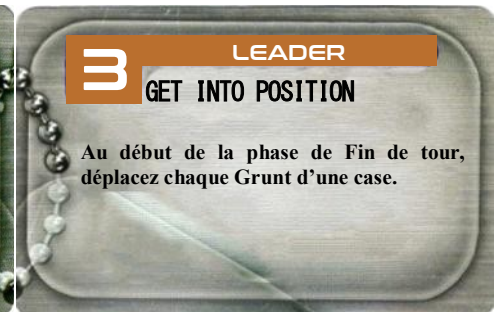 3
LEADER
GET INTO POSITION
Au début de la phase de Fin de tour,
déplacez chaque Grunt d'une case.